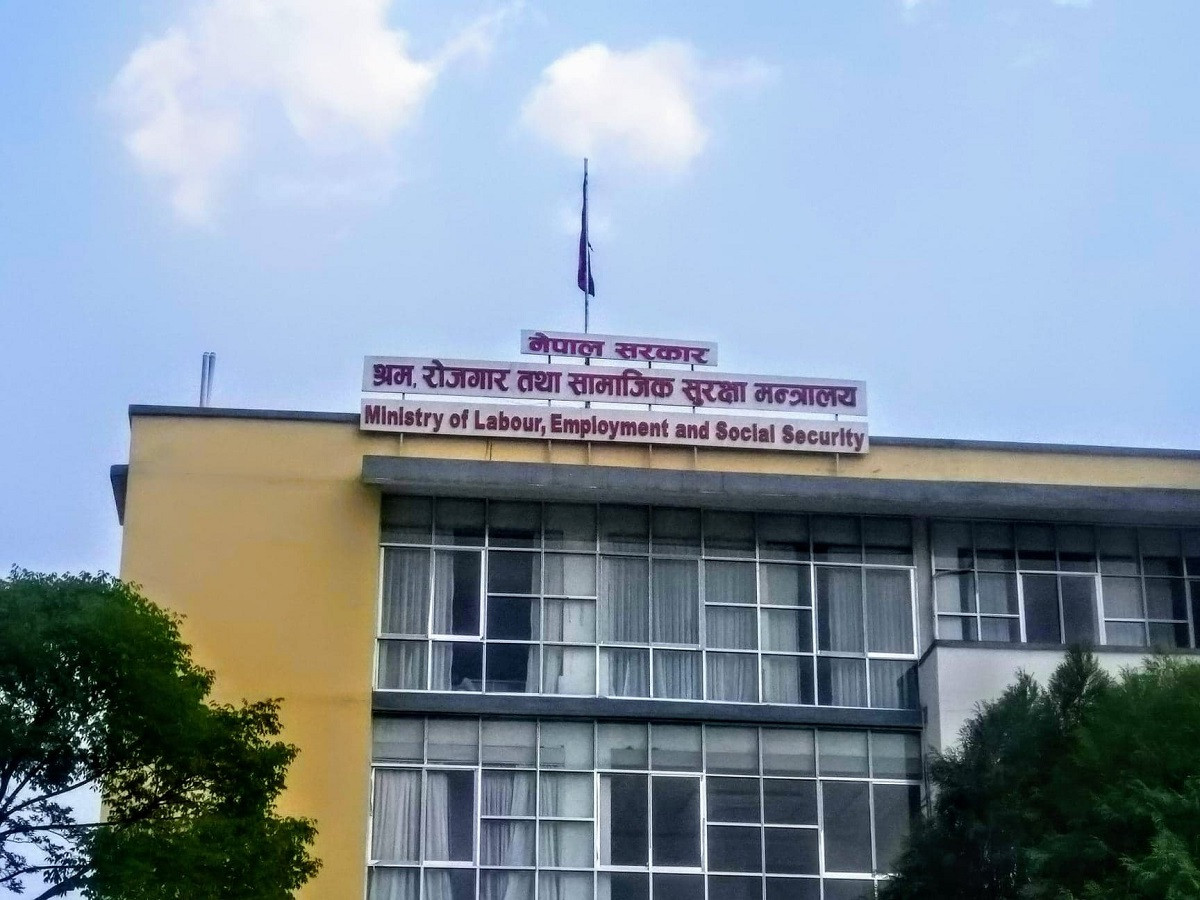 नेपाल सरकार
श्रम, रोजगार तथा सामाजिक सुरक्षा मन्त्रालय
Ministry of Labour, Employment and Social Security